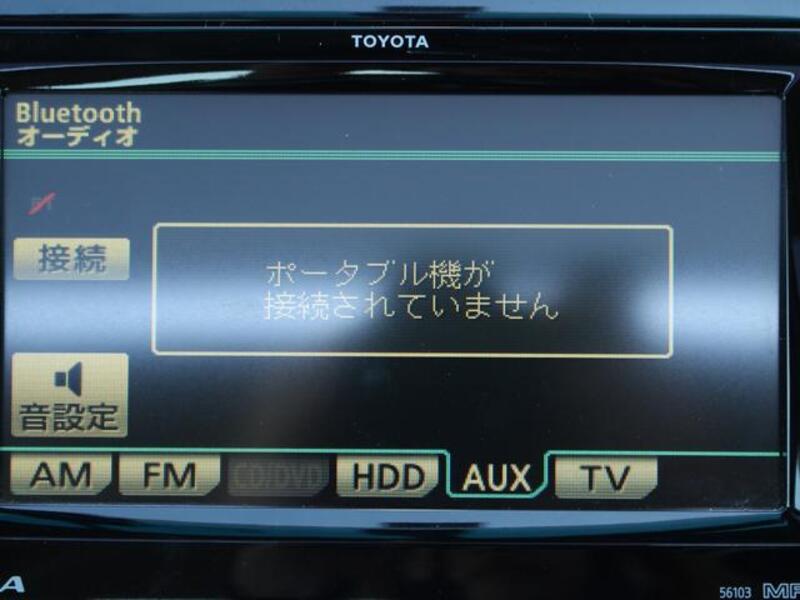 TOYOTA
Bluetooth
オーディオ
接続
ポータブル機が
接続されていません
音設定
AM FM CD/DVD HDD AUX TV
A 56103